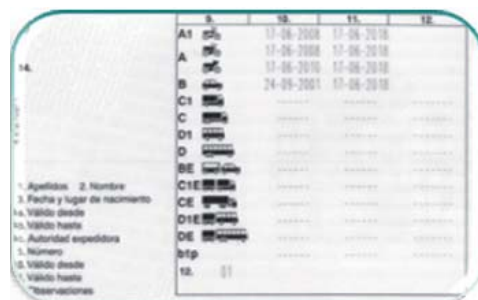 9. 10. 11. 12.
A1 17-06-2008 17-06-2018
A 17-06-2008 17-06-2018
17-06-2010 17-06-2018
B 24-09-2001 17-06-2018
C1 ------ ------ ------
C ------ ------ ------
D1 ------ ------ ------
D ------ ------ ------
BE ------ ------ ------
C1E ------ ------ ------
CE ------ ------ ------
D1E ------ ------ ------
DE ------ ------ ------
btp
12. 01
14.
1. Apellidos 2. Nombre
3. Fecha y lugar de nacimiento
4a. Válido desde
4b. Válido hasta
4c. Autoridad expedidora
5. Número
10. Válido desde
11. Válido hasta
Observaciones